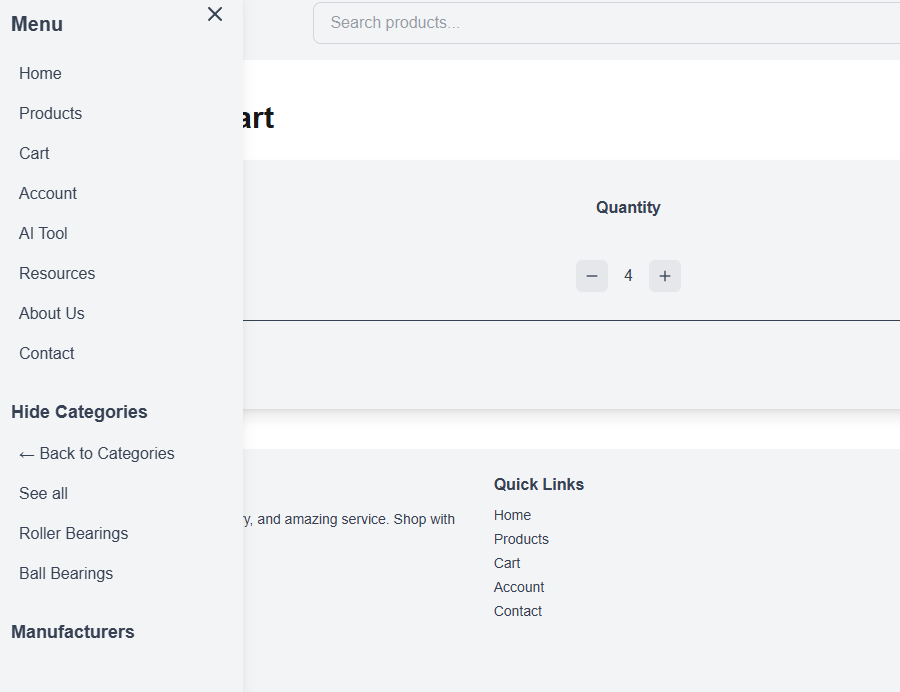 Menu
Search products...
Home
Products
Cart
Account
AI Tool
Resources
About Us
Contact
Hide Categories
← Back to Categories
See all
Roller Bearings
Ball Bearings
Manufacturers
art
Quantity
− 4 +
y, and amazing service. Shop with
Quick Links
Home
Products
Cart
Account
Contact